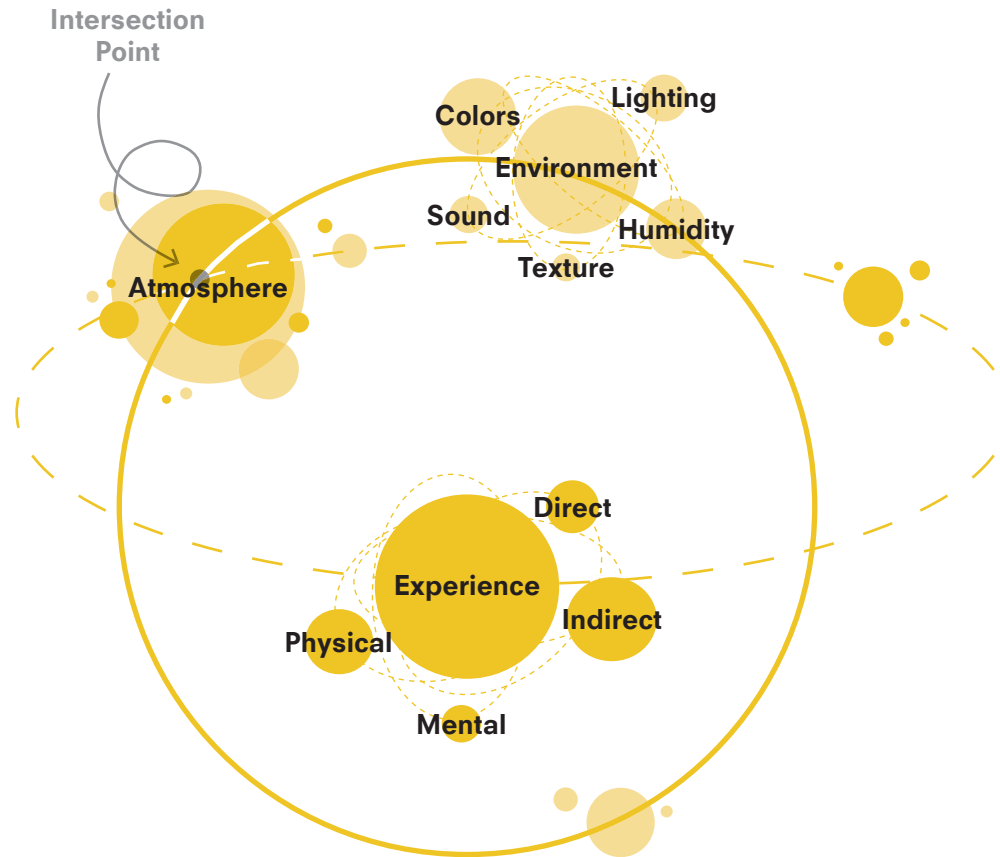 Intersection
Point
Colors
Lighting
Environment
Sound
Humidity
Texture
Atmosphere
Direct
Experience
Indirect
Physical
Mental